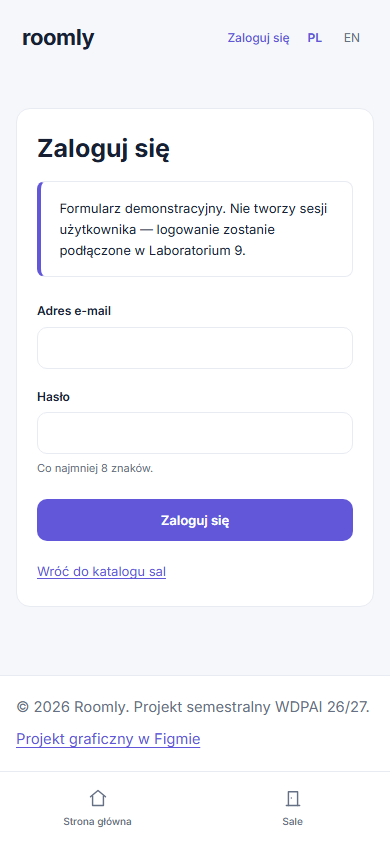 roomly
Zaloguj się PL EN
Zaloguj się
Formularz demonstracyjny. Nie tworzy sesji
użytkownika — logowanie zostanie
podłączone w Laboratorium 9.
Adres e-mail
Hasło
Co najmniej 8 znaków.
Zaloguj się
Wróć do katalogu sal
© 2026 Roomly. Projekt semestralny WDPAI 26/27.
Projekt graficzny w Figmie
Strona główna
Sale